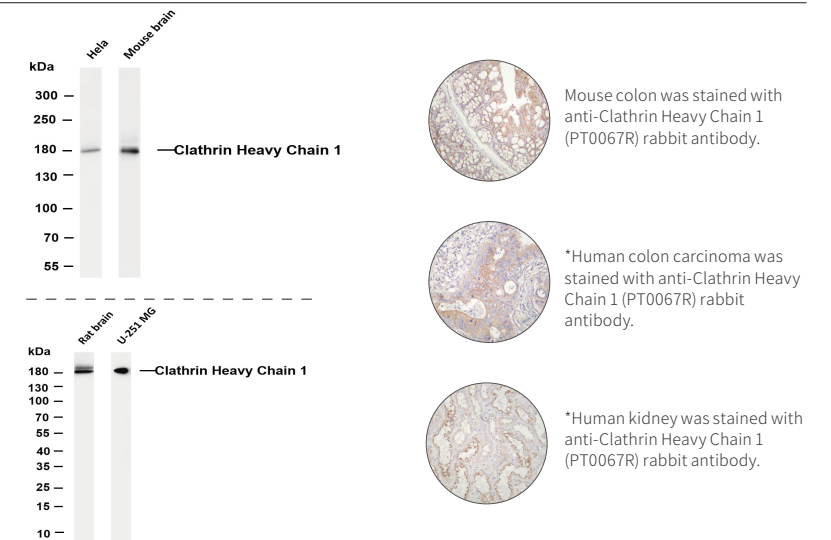 Hela
Mouse brain
kDa
300
250
180
130
100
70
55
Clathrin Heavy Chain 1
Rat brain
U-251 MG
kDa
180
130
100
70
55
40
35
25
15
10
Clathrin Heavy Chain 1
Mouse colon was stained with
anti-Clathrin Heavy Chain 1
(PT0067R) rabbit antibody.
*Human colon carcinoma was
stained with anti-Clathrin Heavy
Chain 1 (PT0067R) rabbit
antibody.
*Human kidney was stained with
anti-Clathrin Heavy Chain 1
(PT0067R) rabbit antibody.